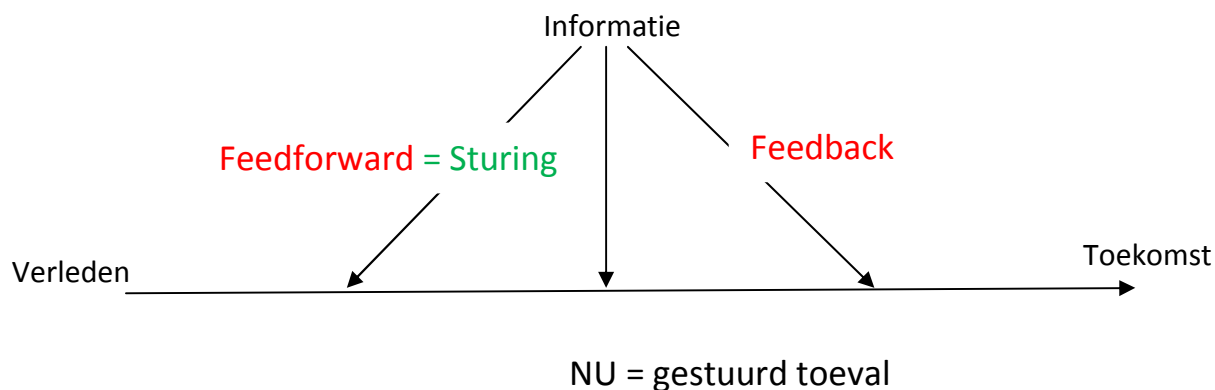 Informatie
Feedforward = Sturing
Feedback
Verleden
Toekomst
NU = gestuurd toeval